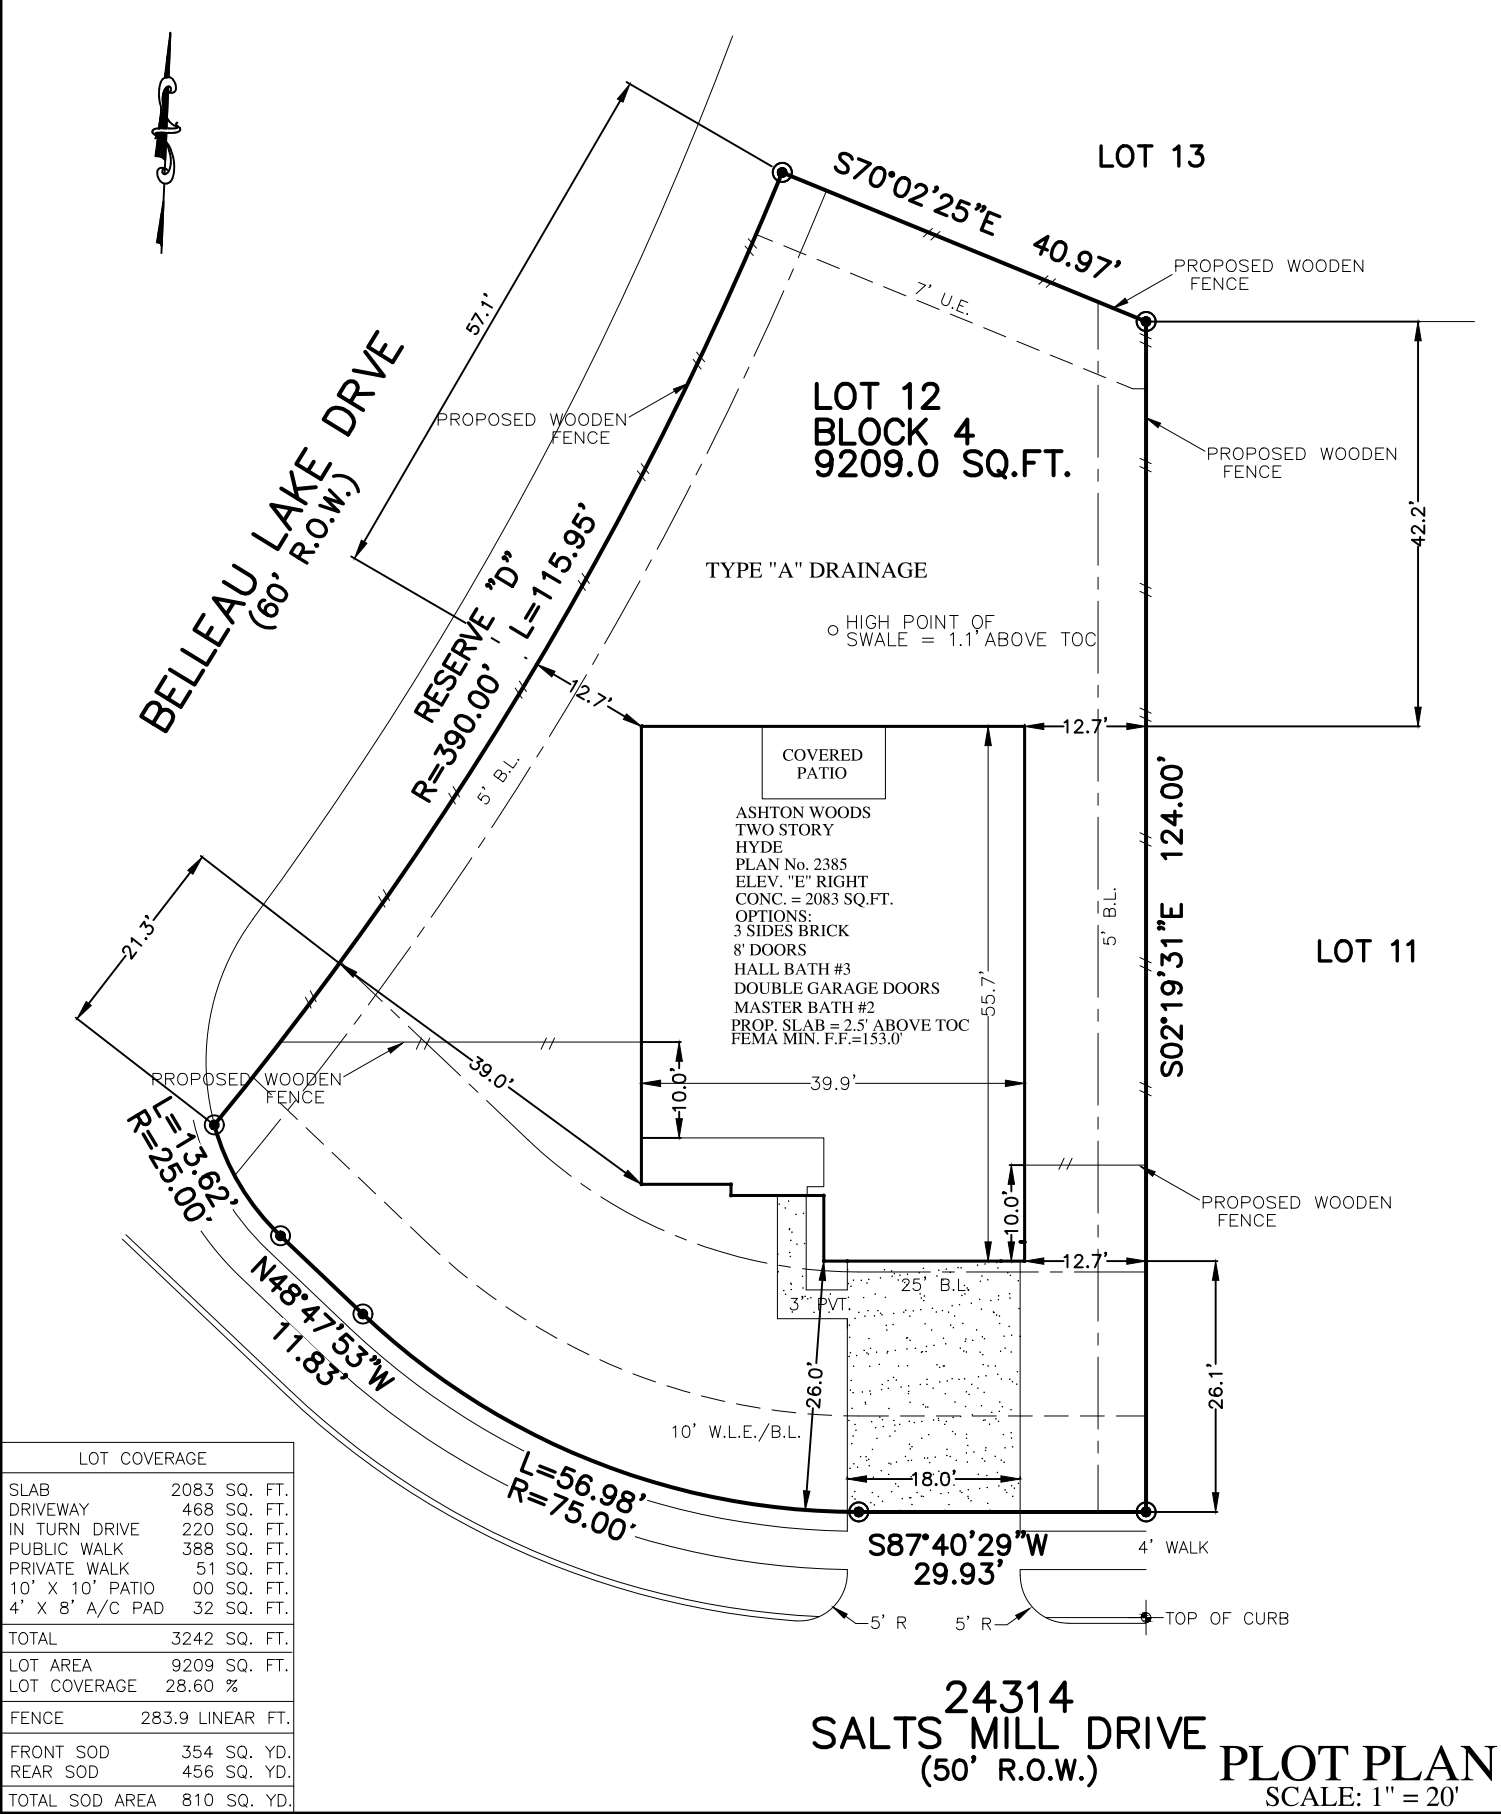 LOT 13
S70°02'25"E 40.97'
PROPOSED WOODEN
FENCE
57.1'
7' U.E.
BELLEAU LAKE DRVE
(60' R.O.W.)
PROPOSED WOODEN
FENCE
LOT 12
BLOCK 4
9209.0 SQ.FT.
PROPOSED WOODEN
FENCE
42.2'
RESERVE "D"
R=390.00' L=115.95'
TYPE "A" DRAINAGE
HIGH POINT OF
SWALE = 1.1' ABOVE TOC
12.7'
12.7'
5' B.L.
COVERED
PATIO
ASHTON WOODS
TWO STORY
HYDE
PLAN No. 2385
ELEV. "E" RIGHT
CONC. = 2083 SQ.FT.
OPTIONS:
3 SIDES BRICK
8' DOORS
HALL BATH #3
DOUBLE GARAGE DOORS
MASTER BATH #2
PROP. SLAB = 2.5' ABOVE TOC
FEMA MIN. F.F.=153.0'
55.7'
5' B.L.
S02°19'31"E 124.00'
LOT 11
21.3'
39.0'
10.0'
39.9'
PROPOSED WOODEN
FENCE
L=13.62'
R=25.00'
10.0'
PROPOSED WOODEN
FENCE
12.7'
25' B.L.
3' PVT.
N48°47'53"W
11.83'
26.0'
26.1'
10' W.L.E./B.L.
L=56.98'
R=75.00'
18.0'
S87°40'29"W
29.93'
4' WALK
5' R
5' R
TOP OF CURB
LOT COVERAGE
SLAB 2083 SQ. FT.
DRIVEWAY 468 SQ. FT.
IN TURN DRIVE 220 SQ. FT.
PUBLIC WALK 388 SQ. FT.
PRIVATE WALK 51 SQ. FT.
10' X 10' PATIO 00 SQ. FT.
4' X 8' A/C PAD 32 SQ. FT.
TOTAL 3242 SQ. FT.
LOT AREA 9209 SQ. FT.
LOT COVERAGE 28.60 %
FENCE 283.9 LINEAR FT.
FRONT SOD 354 SQ. YD.
REAR SOD 456 SQ. YD.
TOTAL SOD AREA 810 SQ. YD.
24314
SALTS MILL DRIVE
(50' R.O.W.)
PLOT PLAN
SCALE: 1" = 20'